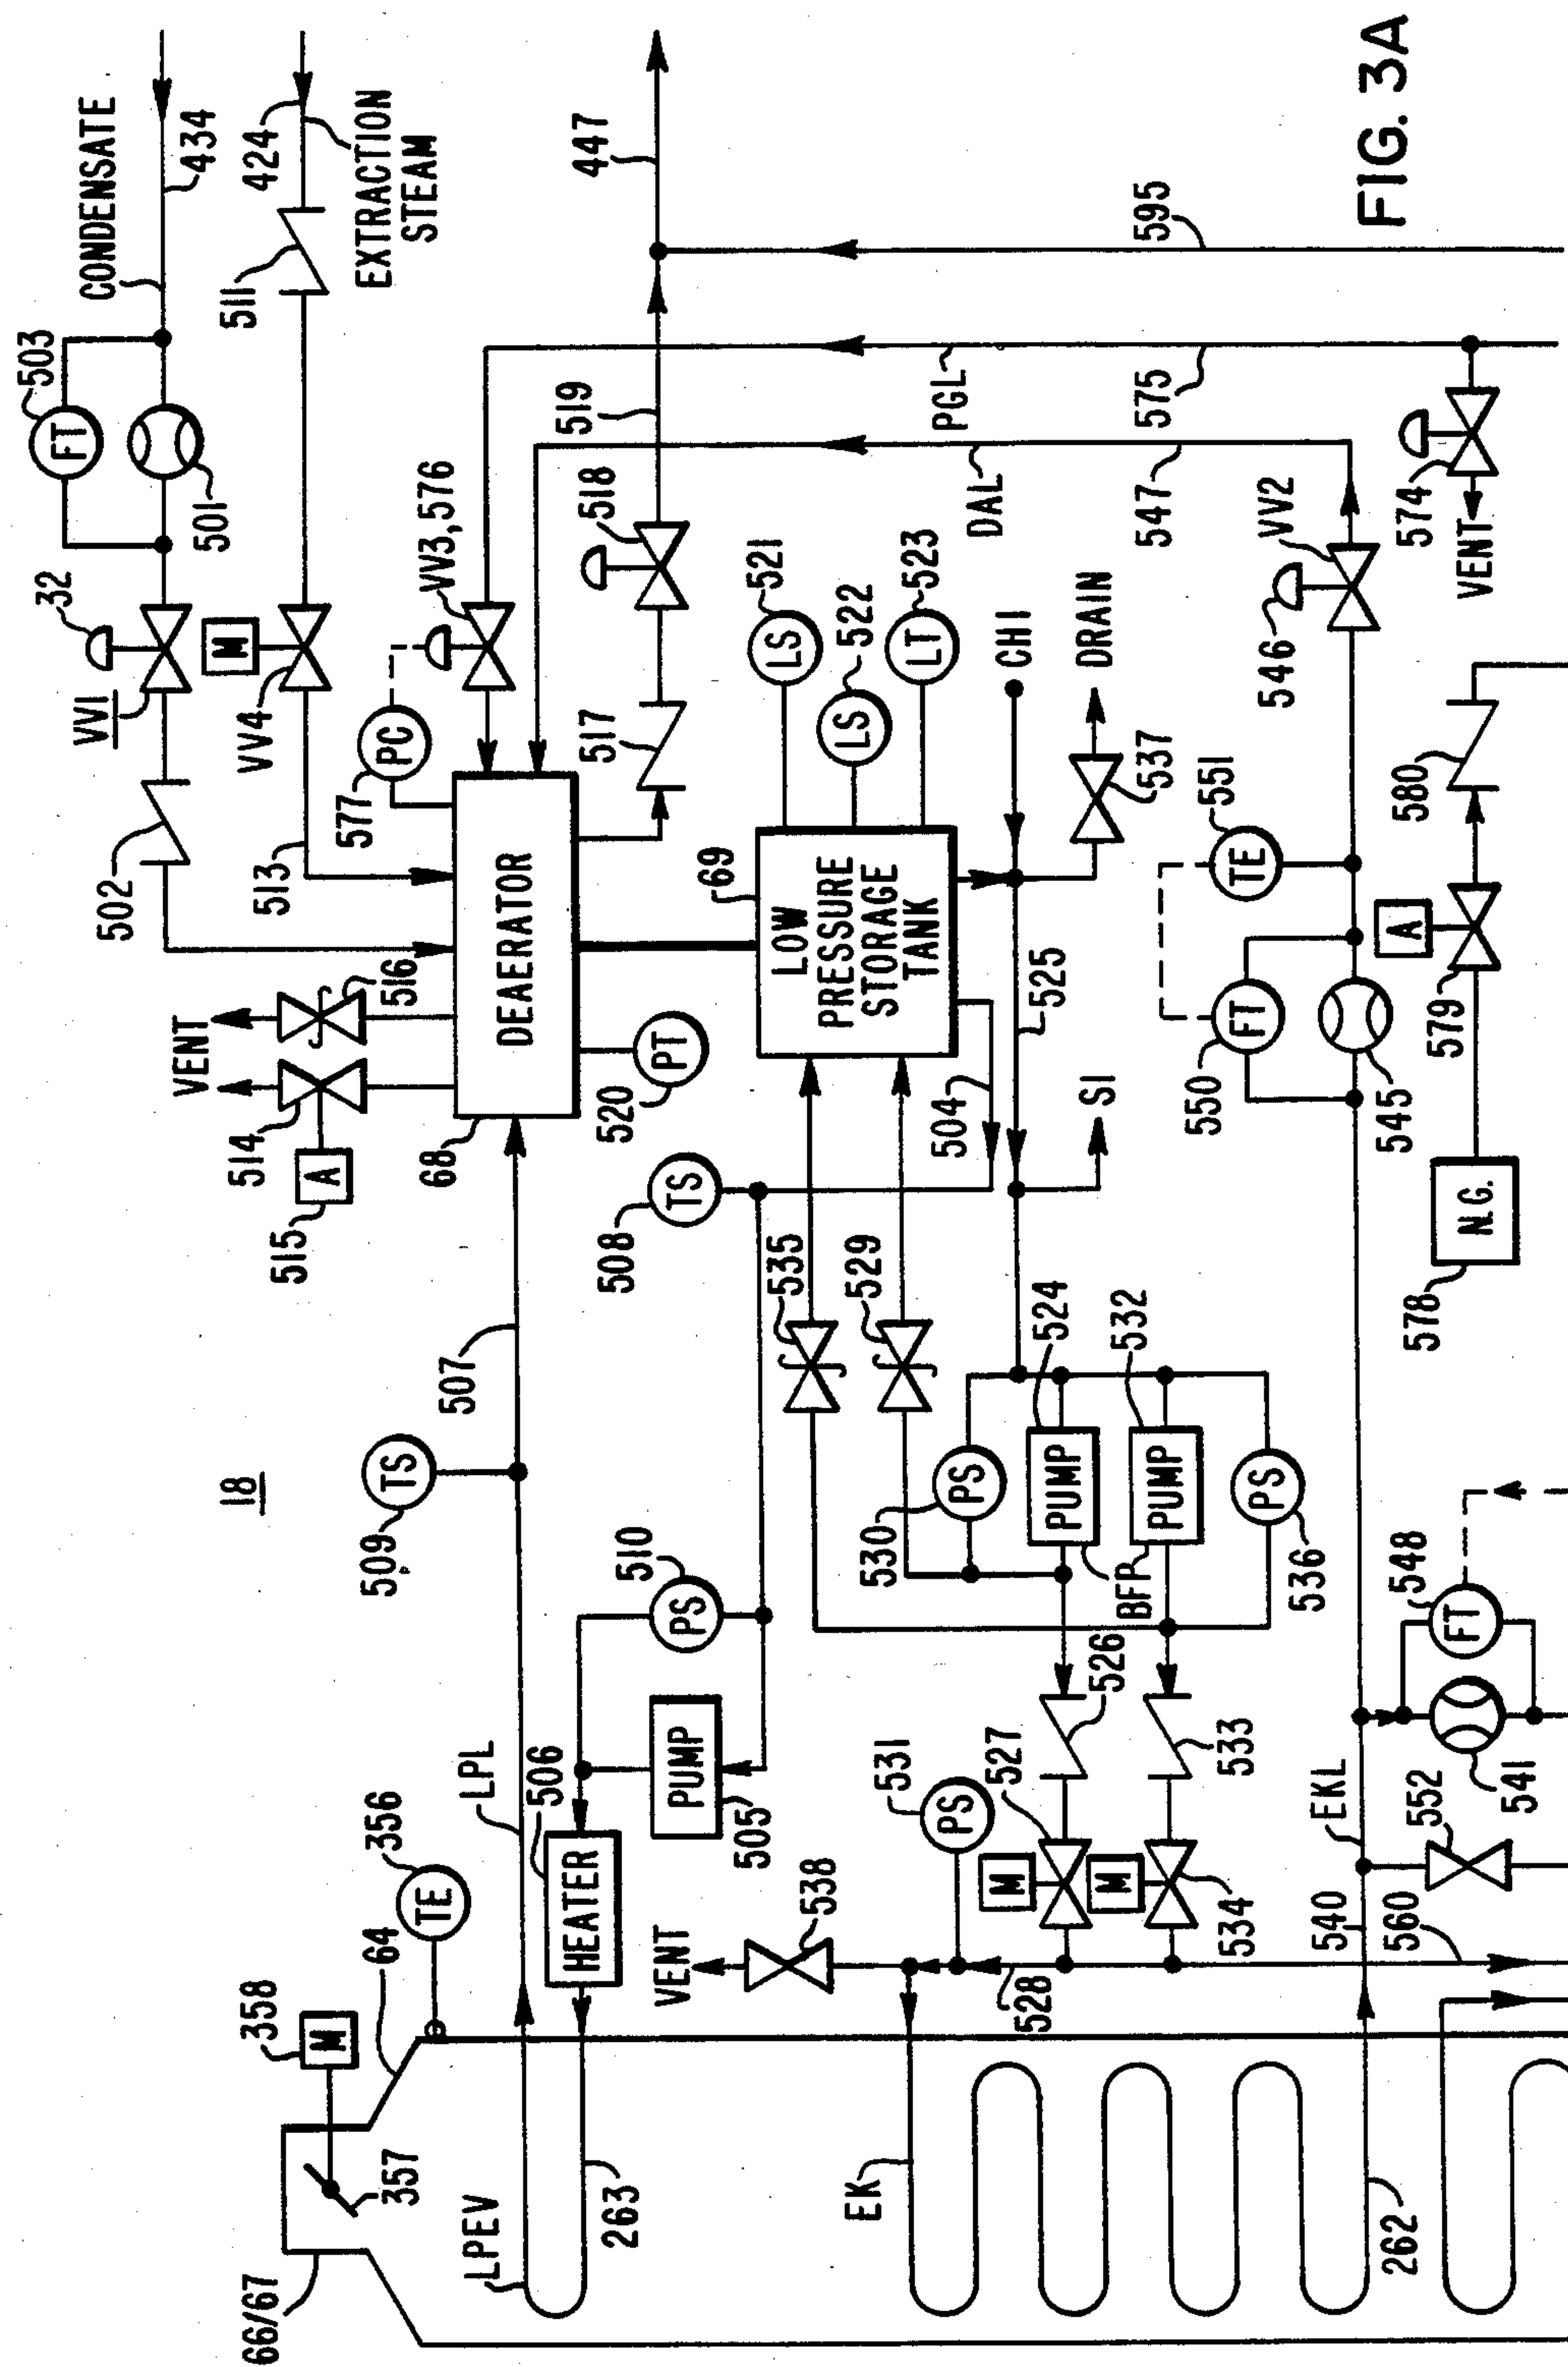 CONDENSATE
434
424
EXTRACTION
STEAM
447
595
FIG. 3A
503
FT
501
511
32
VV1
M
VV4
502
513
VV3,576
PC
577
519
518
517
PGL
575
DAL
547
VV2
546
574
VENT
VENT
516
514
A
515
DEAERATOR
68
PT
520
LS
521
LS
522
LT
523
CHI
DRAIN
537
69
LOW
PRESSURE
STORAGE
TANK
504
525
SI
TE
551
FT
550
545
580
A
579
N.G.
578
18
507
TS
508
TS
509
535
529
524
532
PS
530
PUMP
PUMP
BFP
PS
536
510
PS
LPL
506
HEATER
PUMP
505
356
TE
64
358
M
357
66/67
LPEV
263
531
PS
527
526
533
M
M
534
538
VENT
528
EK
262
540
560
EKL
552
541
548
FT